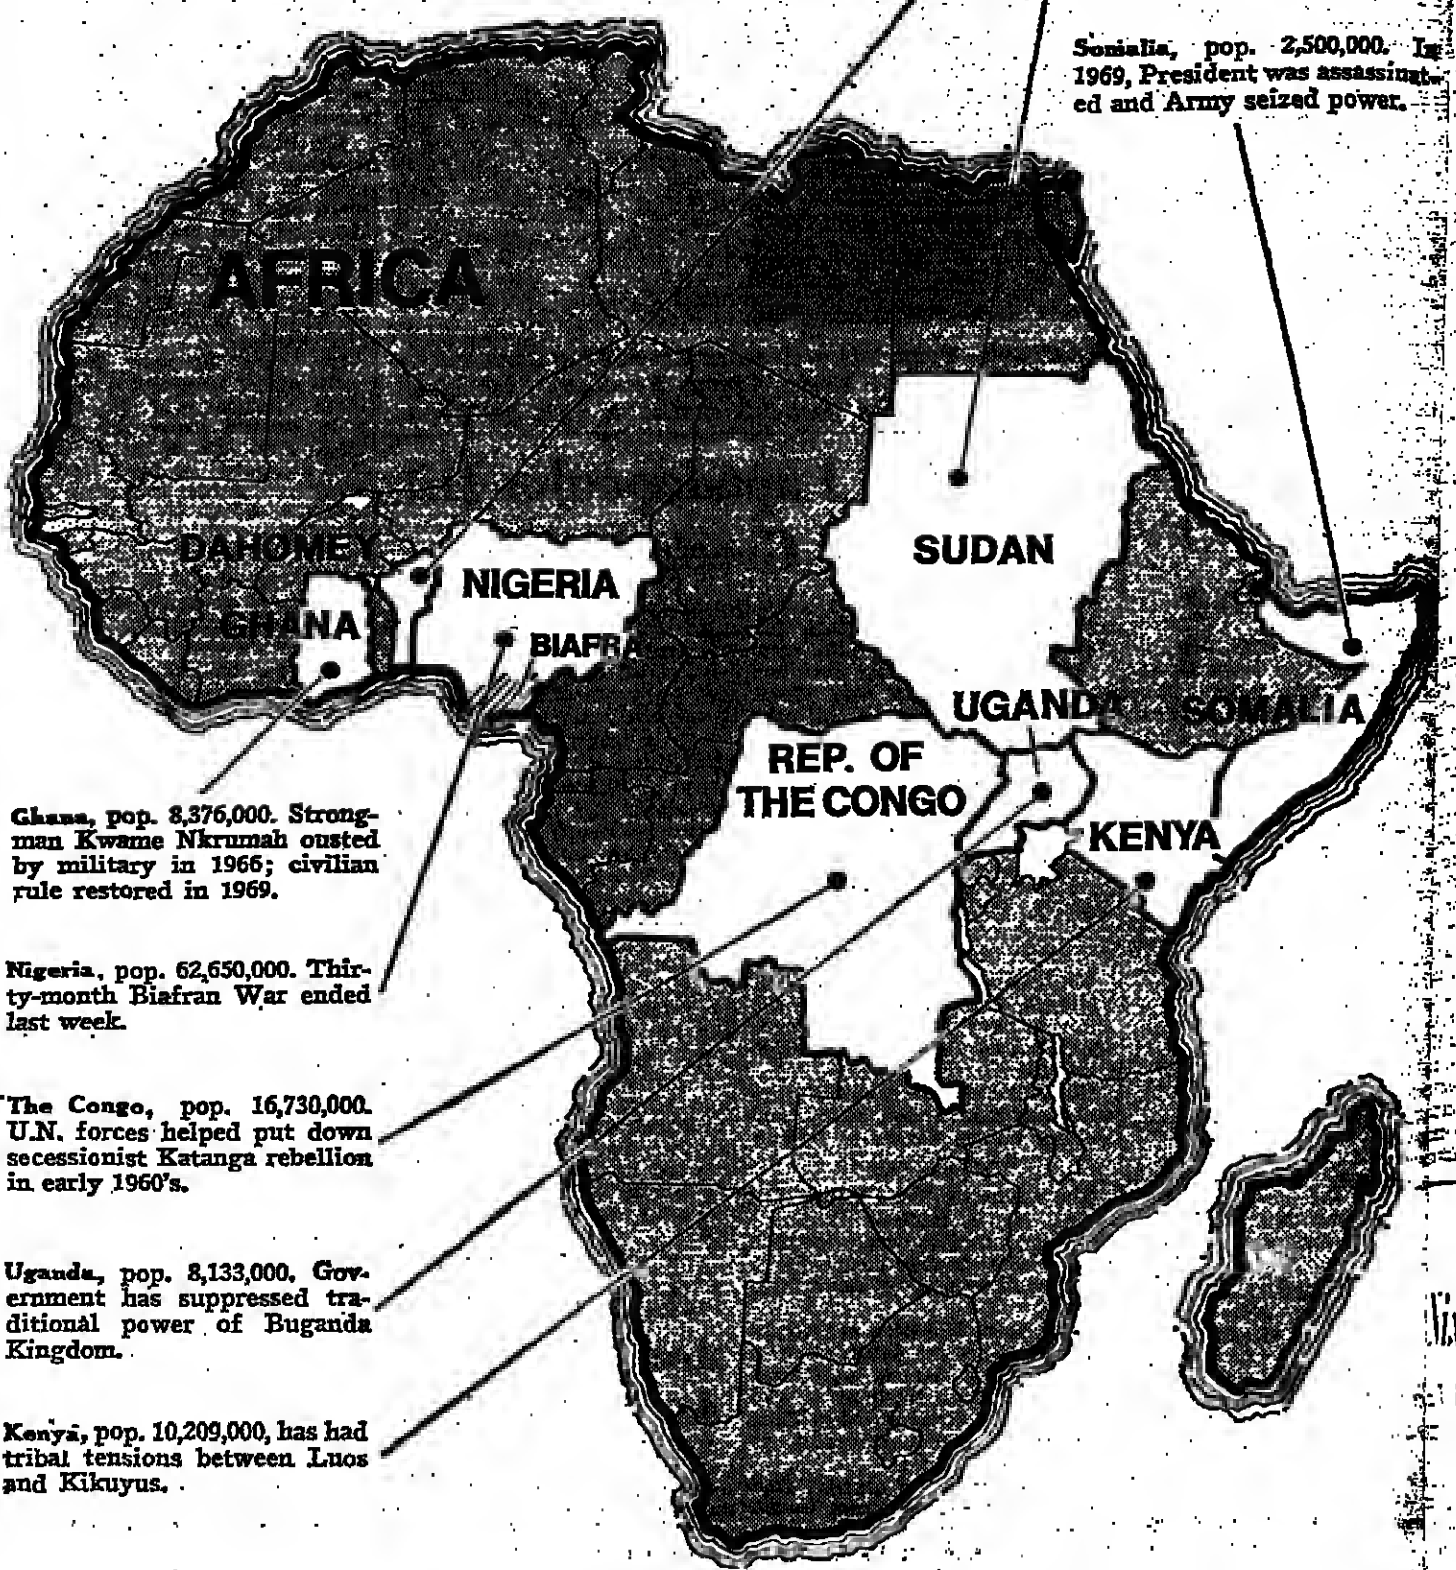 Somalia, pop. 2,500,000. In
1969, President was assassinat-
ed and Army seized power.
AFRICA
SUDAN
DAHOMEY
NIGERIA
GHANA
BIAFRA
UGANDA
SOMALIA
REP. OF
THE CONGO
KENYA
Ghana, pop. 8,376,000. Strong-
man Kwame Nkrumah ousted
by military in 1966; civilian
rule restored in 1969.
Nigeria, pop. 62,650,000. Thir-
ty-month Biafran War ended
last week.
The Congo, pop. 16,730,000.
U.N. forces helped put down
secessionist Katanga rebellion
in early 1960's.
Uganda, pop. 8,133,000. Gov-
ernment has suppressed tra-
ditional power of Buganda
Kingdom.
Kenya, pop. 10,209,000, has had
tribal tensions between Luos
and Kikuyus.